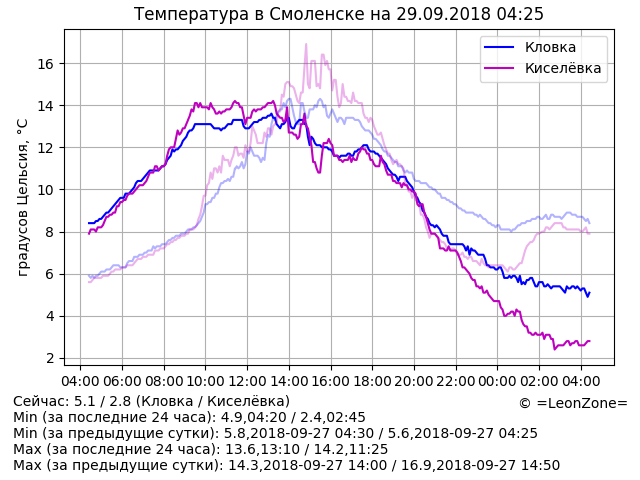 Температура в Смоленске на 29.09.2018 04:25
Кловка
Киселёвка
градусов Цельсия, °C
16
14
12
10
8
6
4
2
04:00 06:00 08:00 10:00 12:00 14:00 16:00 18:00 20:00 22:00 00:00 02:00 04:00
Сейчас: 5.1 / 2.8 (Кловка / Киселёвка)
© =LeonZone=
Min (за последние 24 часа): 4.9,04:20 / 2.4,02:45
Min (за предыдущие сутки): 5.8,2018-09-27 04:30 / 5.6,2018-09-27 04:25
Max (за последние 24 часа): 13.6,13:10 / 14.2,11:25
Max (за предыдущие сутки): 14.3,2018-09-27 14:00 / 16.9,2018-09-27 14:50